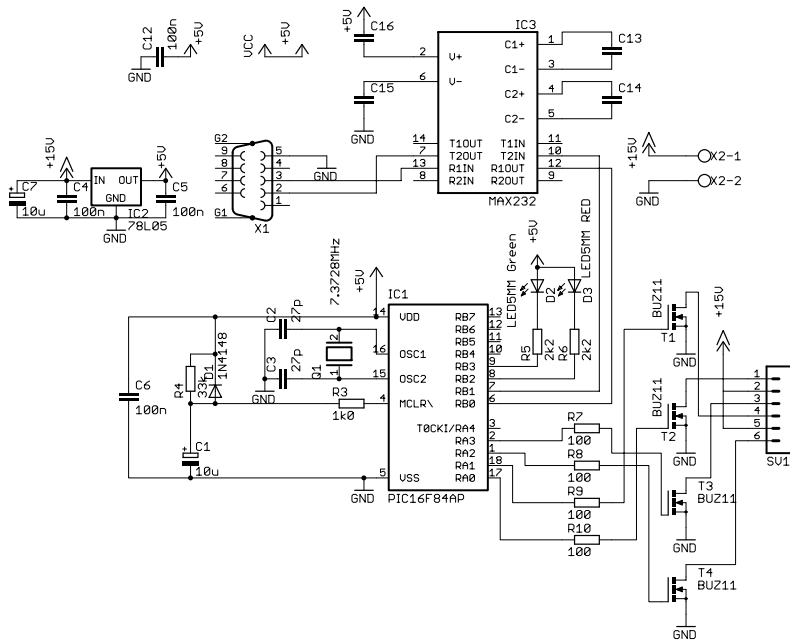 C12
100n
+5V
GND
VCC
+5V
+5V
C16
C15
GND
IC3
2 V+
6 V-
C1+ 1
C1- 3
C2+ 4
C2- 5
C13
C14
14 T1OUT T1IN 11
7 T2OUT T2IN 10
13 R1IN R1OUT 12
8 R2IN R2OUT 9
MAX232
+15V
X2-1
X2-2
GND
+15V
+5V
C7
10u
C4
100n
IN OUT
GND
IC2
78L05
C5
100n
GND
G2
9
8
7
6
G1
5
4
3
2
1
X1
GND
7.3728MHz
+5V
LED5MM Green
+5V
LED5MM RED
D2
D3
R5
2k2
R6
2k2
IC1
14 VDD
16 OSC1
15 OSC2
4 MCLR\
5 VSS
RB7 13
RB6 12
RB5 11
RB4 10
RB3 9
RB2 8
RB1 7
RB0 6
T0CKI/RA4 3
RA3 2
RA2 1
RA1 18
RA0 17
PIC16F84AP
GND
C2
27p
C3
27p
GND
2
1
Q1
R3
1k0
R4
33k
D1
1N4148
C6
100n
C1
10u
R7
100
R8
100
R9
100
R10
100
BUZ11
T1
GND
BUZ11
T2
GND
T3
BUZ11
GND
T4
BUZ11
GND
+15V
1
2
3
4
5
6
SV1